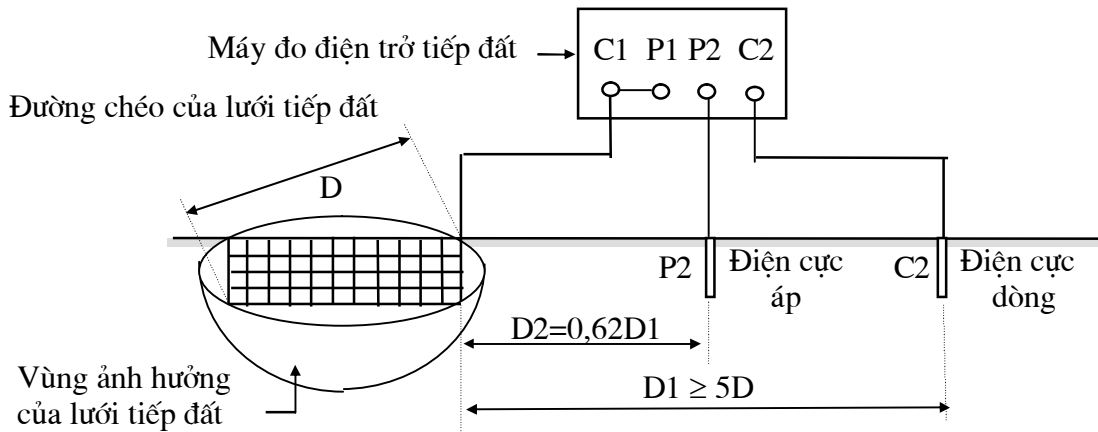 Máy đo điện trở tiếp đất
C1 P1 P2 C2
Đường chéo của lưới tiếp đất
D
P2
Điện cực
áp
C2
Điện cực
dòng
D2=0,62D1
D1 ≥ 5D
Vùng ảnh hưởng
của lưới tiếp đất